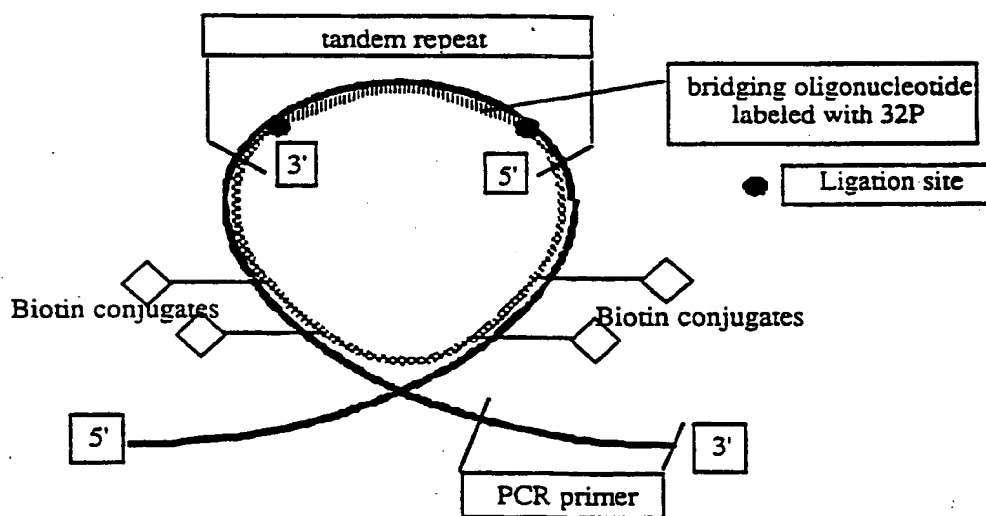 tandem repeat
bridging oligonucleotide
labeled with 32P
3'
5'
Ligation site
Biotin conjugates
Biotin conjugates
5'
3'
PCR primer